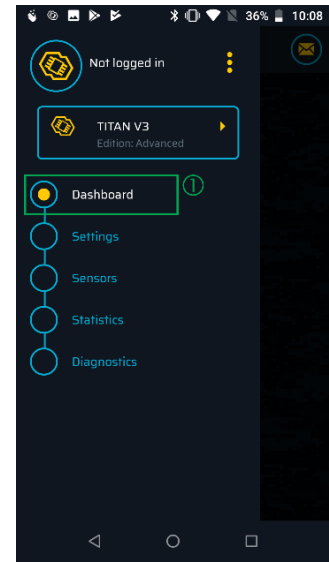 36% 10:08
Not logged in
TITAN V3
Edition: Advanced
Dashboard
①
Settings
Sensors
Statistics
Diagnostics